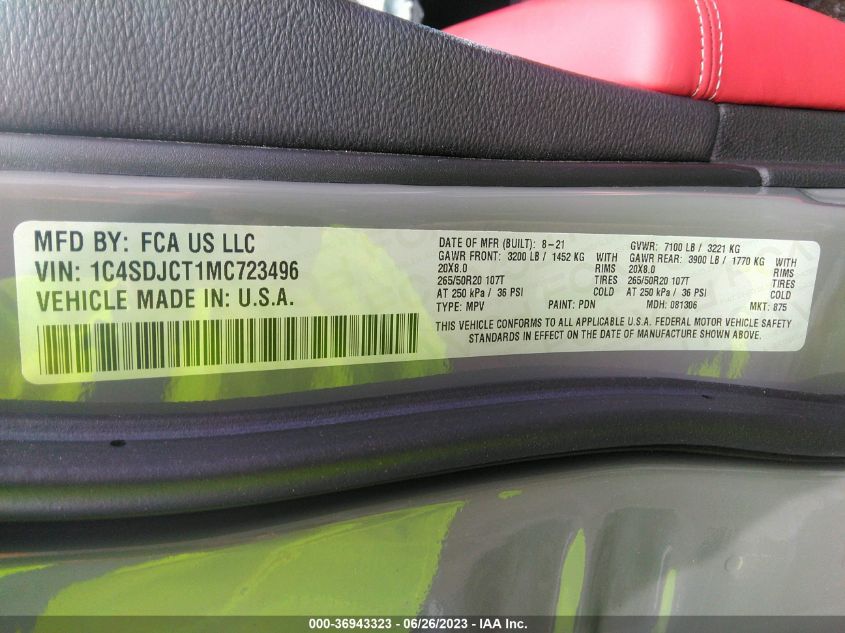 MFD BY: FCA US LLC
VIN: 1C4SDJCT1MC723496
VEHICLE MADE IN: U.S.A.
DATE OF MFR (BUILT): 8-21
GAWR FRONT: 3200 LB / 1452 KG WITH
20X8.0 RIMS
265/50R20 107T TIRES
AT 250 kPa / 36 PSI COLD
TYPE: MPV PAINT: PDN
GVWR: 7100 LB / 3221 KG
GAWR REAR: 3900 LB / 1770 KG WITH
20X8.0 RIMS
265/50R20 107T TIRES
AT 250 kPa / 36 PSI COLD
MDH: 081306 MKT: 875
THIS VEHICLE CONFORMS TO ALL APPLICABLE U.S.A. FEDERAL MOTOR VEHICLE SAFETY
STANDARDS IN EFFECT ON THE DATE OF MANUFACTURE SHOWN ABOVE.
000-36943323 - 06/26/2023 - IAA Inc.